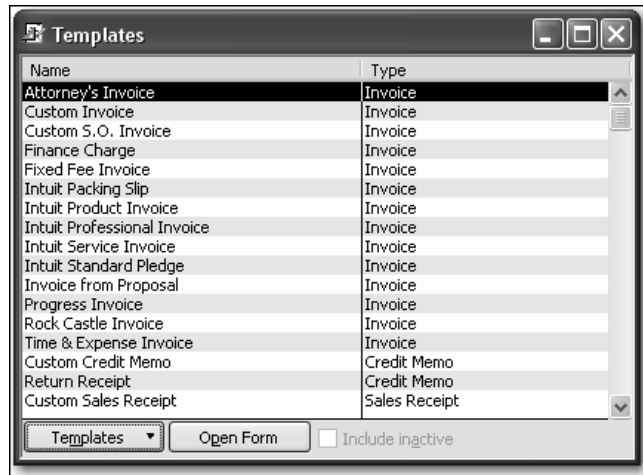 Templates
Name Type
Attorney's Invoice Invoice
Custom Invoice Invoice
Custom S.O. Invoice Invoice
Finance Charge Invoice
Fixed Fee Invoice Invoice
Intuit Packing Slip Invoice
Intuit Product Invoice Invoice
Intuit Professional Invoice Invoice
Intuit Service Invoice Invoice
Intuit Standard Pledge Invoice
Invoice from Proposal Invoice
Progress Invoice Invoice
Rock Castle Invoice Invoice
Time & Expense Invoice Invoice
Custom Credit Memo Credit Memo
Return Receipt Credit Memo
Custom Sales Receipt Sales Receipt
Templates Open Form Include inactive